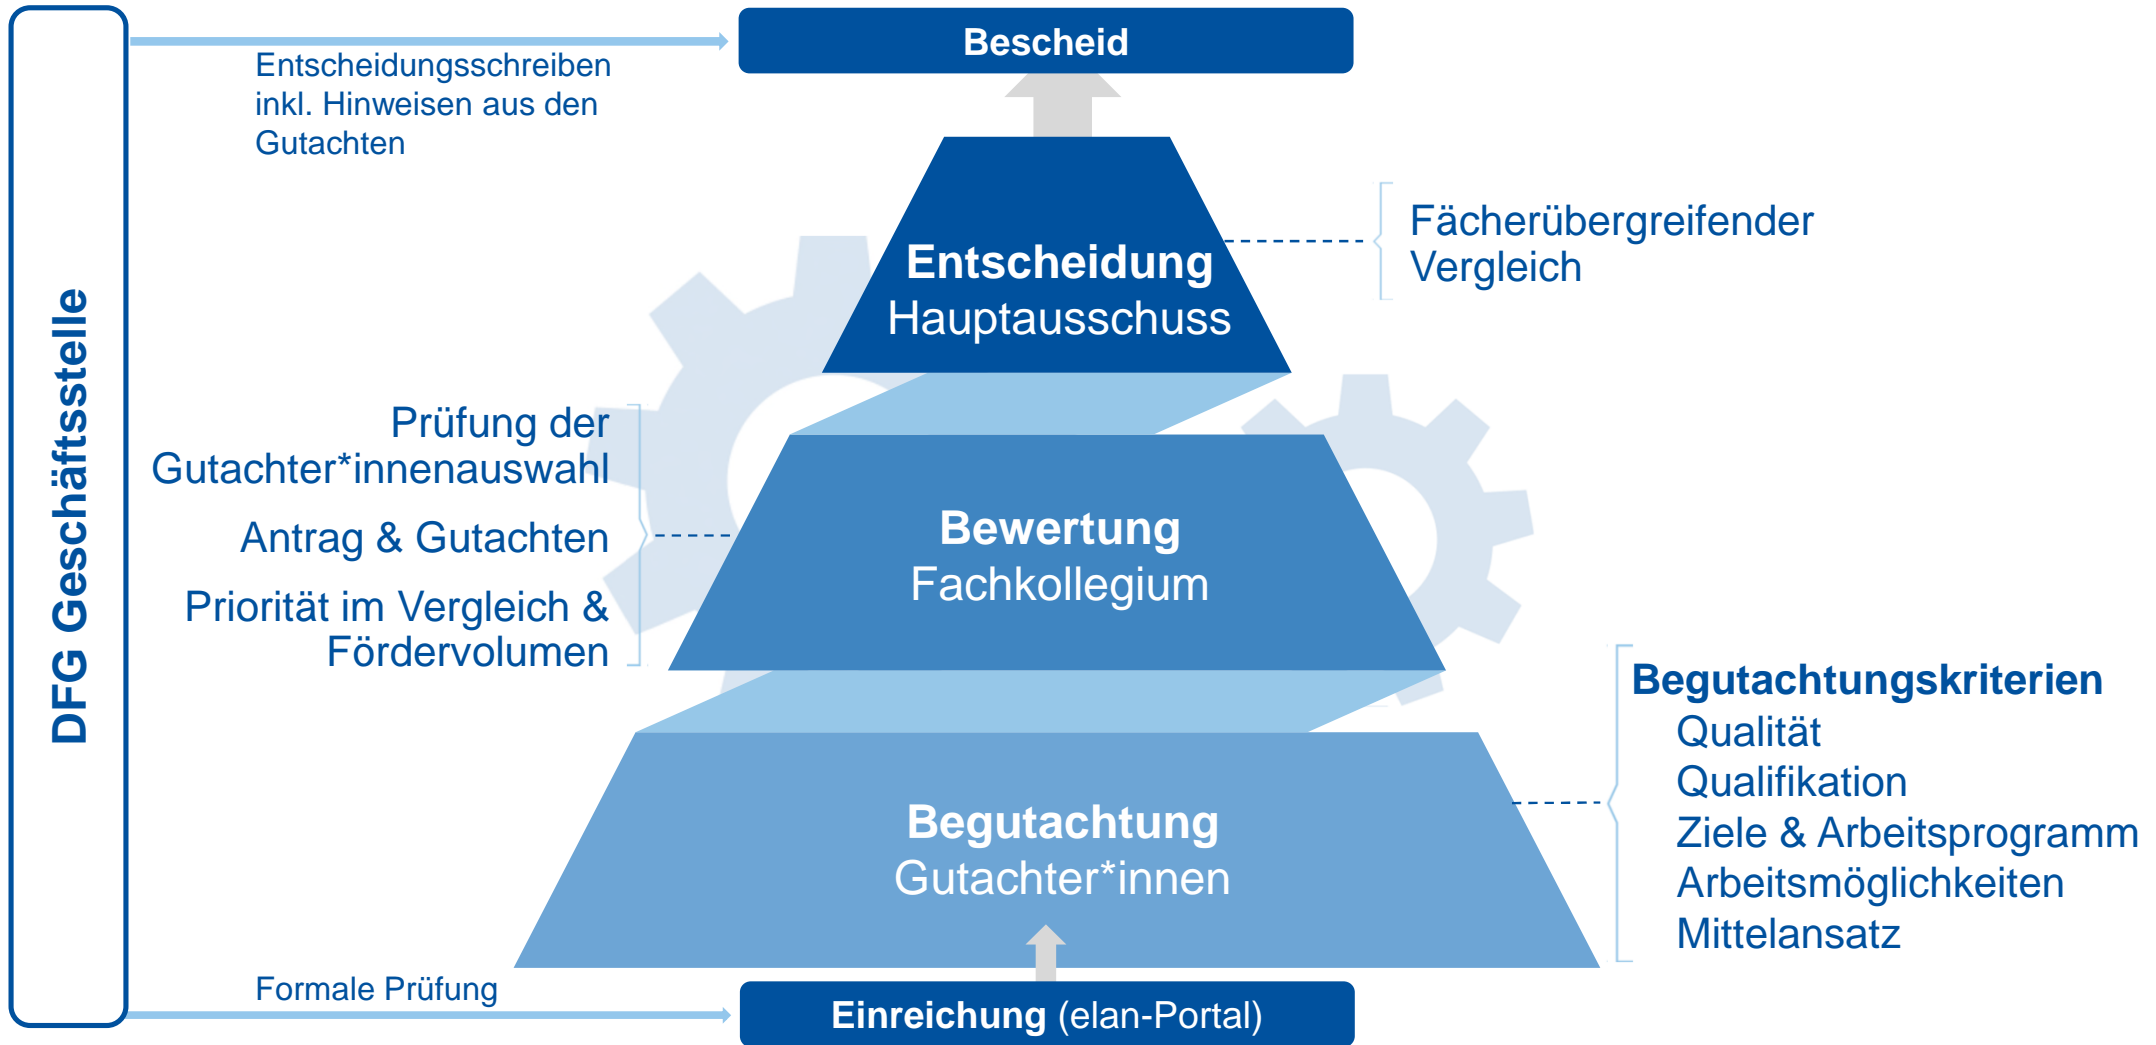 DFG Geschäftsstelle
Bescheid
Entscheidungsschreiben
inkl. Hinweisen aus den
Gutachten
Entscheidung
Hauptausschuss
Fächerübergreifender
Vergleich
Prüfung der
Gutachter*innenauswahl
Antrag & Gutachten
Priorität im Vergleich &
Fördervolumen
Bewertung
Fachkollegium
Begutachtungskriterien
Qualität
Qualifikation
Ziele & Arbeitsprogramm
Arbeitsmöglichkeiten
Mittelansatz
Begutachtung
Gutachter*innen
Formale Prüfung
Einreichung (elan-Portal)